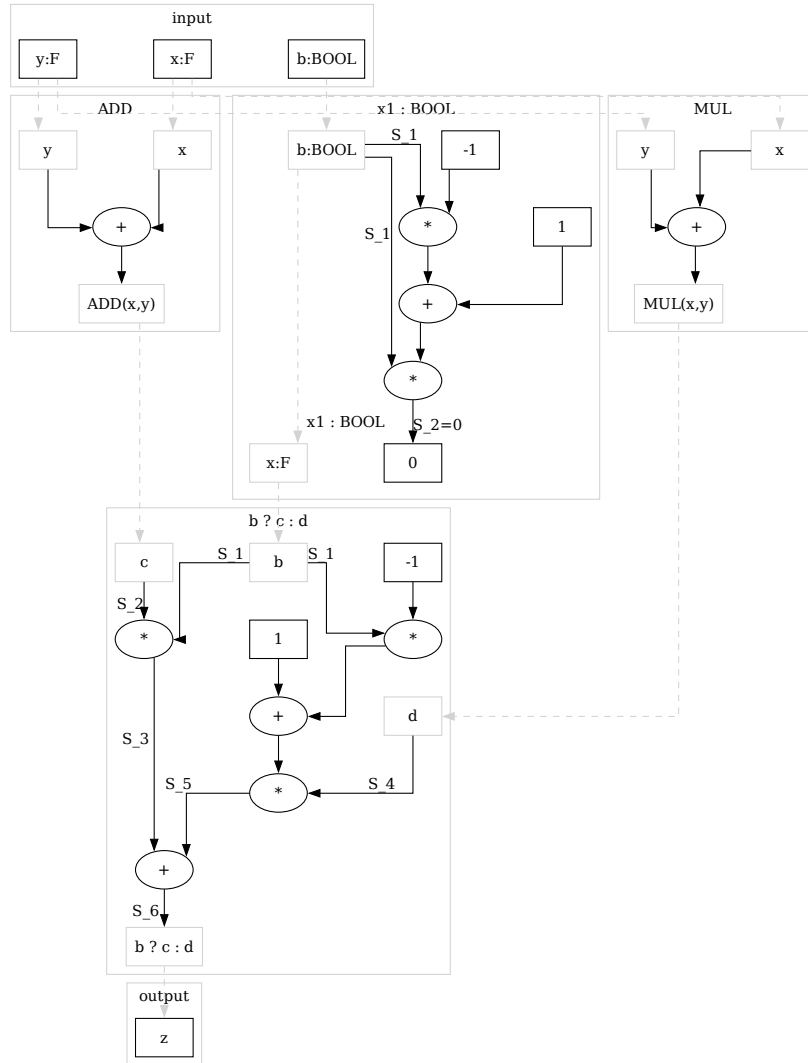 input
y:F
x:F
b:BOOL
ADD
x1 : BOOL
MUL
y
x
b:BOOL
S_1
-1
y
x
+
S_1
*
1
+
ADD(x,y)
+
MUL(x,y)
*
x1 : BOOL
S_2=0
x:F
0
b ? c : d
c
S_1
b
S_1
-1
S_2
*
1
*
S_3
+
d
S_5
*
S_4
+
S_6
b ? c : d
output
z